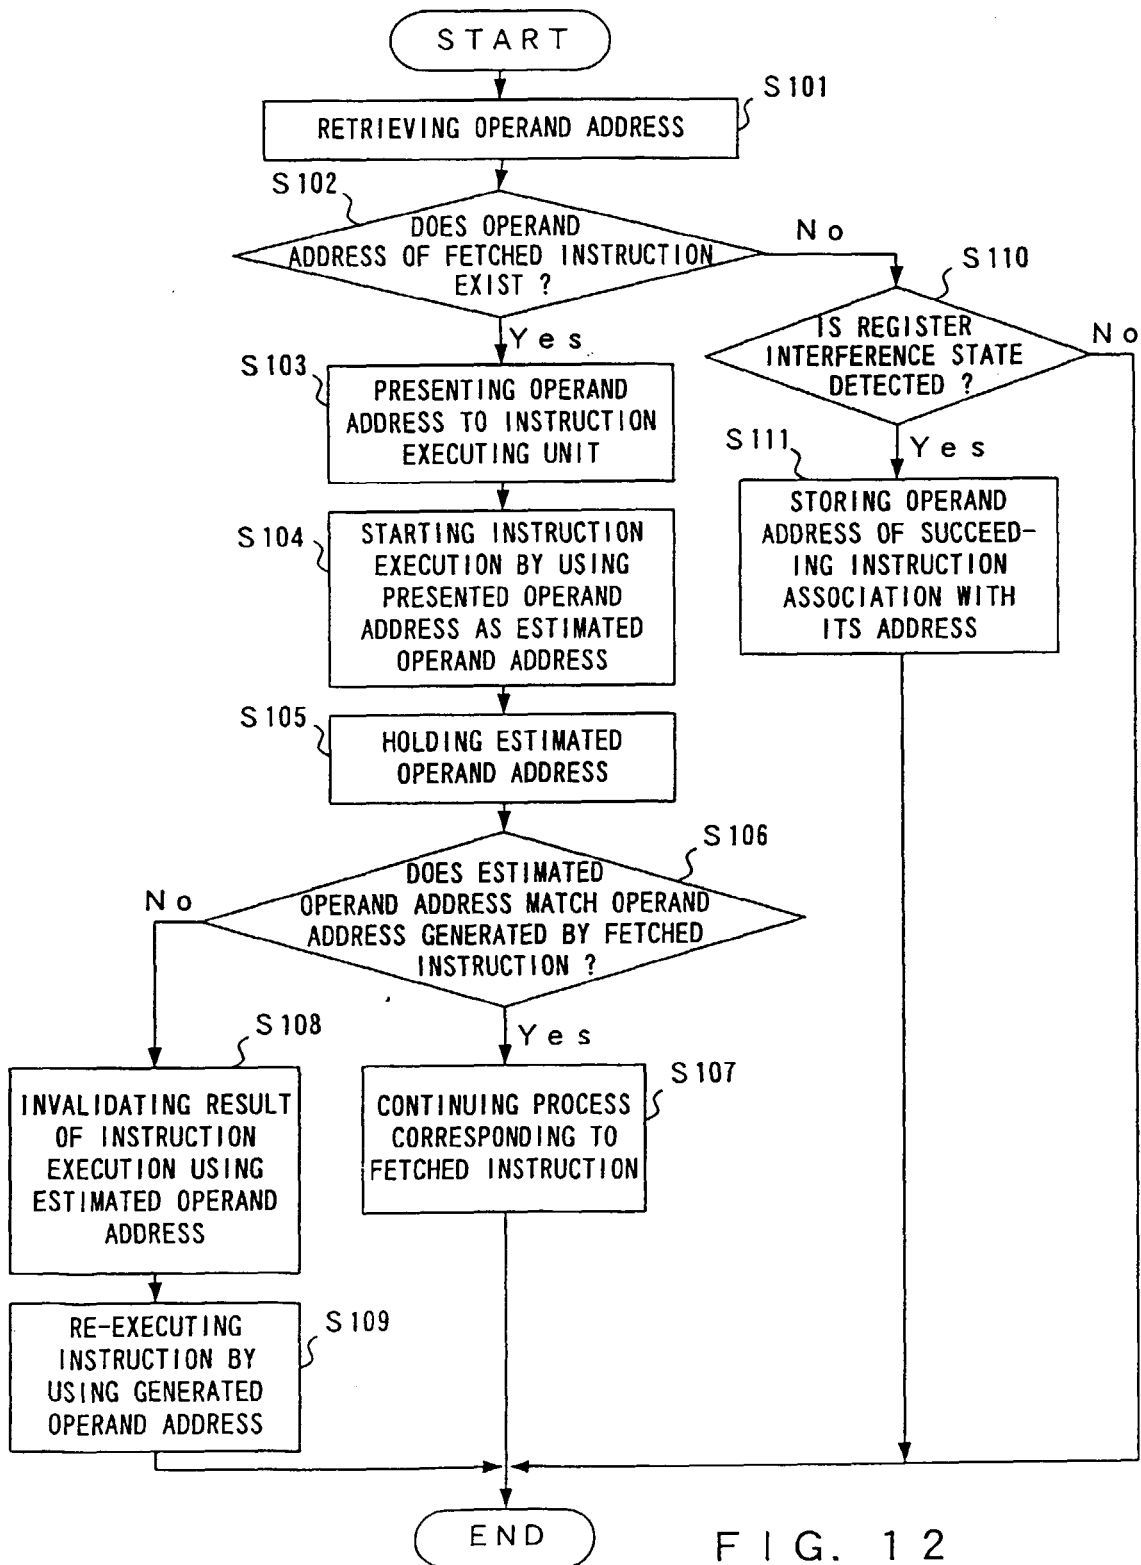 START
S101
RETRIEVING OPERAND ADDRESS
S102
DOES OPERAND
ADDRESS OF FETCHED INSTRUCTION
EXIST ?
No
Yes
S110
IS REGISTER
INTERFERENCE STATE
DETECTED ?
No
Yes
S103
PRESENTING OPERAND
ADDRESS TO INSTRUCTION
EXECUTING UNIT
S111
STORING OPERAND
ADDRESS OF SUCCEED-
ING INSTRUCTION
ASSOCIATION WITH
ITS ADDRESS
S104
STARTING INSTRUCTION
EXECUTION BY USING
PRESENTED OPERAND
ADDRESS AS ESTIMATED
OPERAND ADDRESS
S105
HOLDING ESTIMATED
OPERAND ADDRESS
S106
DOES ESTIMATED
OPERAND ADDRESS MATCH OPERAND
ADDRESS GENERATED BY FETCHED
INSTRUCTION ?
No
Yes
S108
INVALIDATING RESULT
OF INSTRUCTION
EXECUTION USING
ESTIMATED OPERAND
ADDRESS
S107
CONTINUING PROCESS
CORRESPONDING TO
FETCHED INSTRUCTION
S109
RE-EXECUTING
INSTRUCTION BY
USING GENERATED
OPERAND ADDRESS
END
FIG. 12